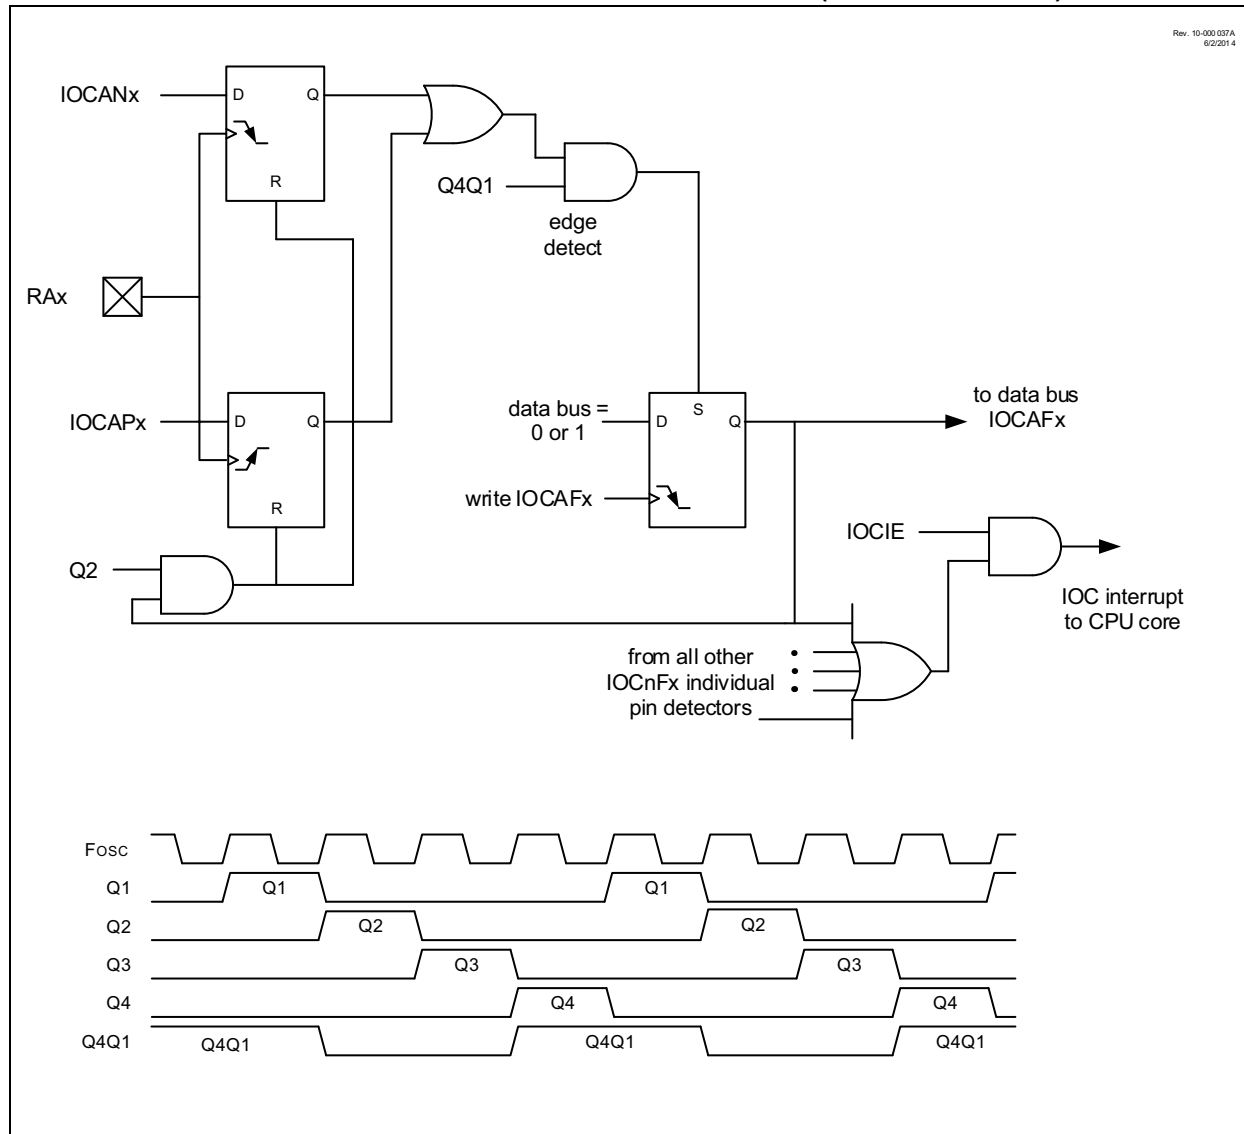 Rev. 10-000 037A
6/2/201 4
IOCANx
D
Q
R
Q4Q1
edge
detect
RAx
IOCAPx
D
Q
R
data bus =
0 or 1
D
S
Q
to data bus
IOCAFx
write IOCAFx
IOCIE
Q2
IOC interrupt
to CPU core
from all other
IOCnFx individual
pin detectors
FOSC
Q1
Q1
Q1
Q2
Q2
Q2
Q3
Q3
Q3
Q4
Q4
Q4
Q4Q1
Q4Q1
Q4Q1
Q4Q1